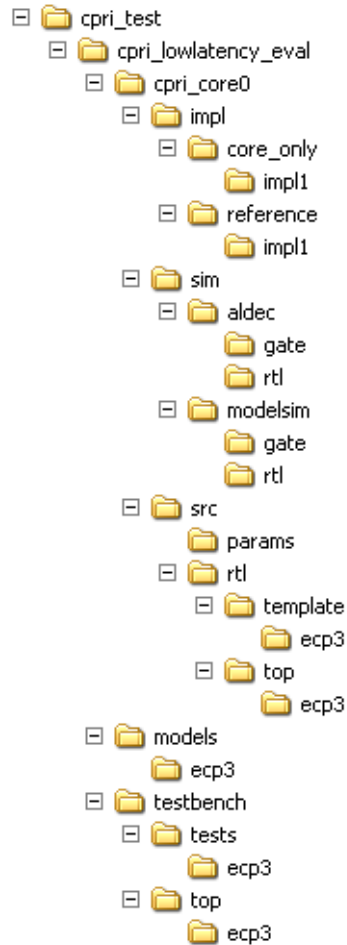 cpri_test
cpri_lowlatency_eval
cpri_core0
impl
core_only
impl1
reference
impl1
sim
aldec
gate
rtl
modelsim
gate
rtl
src
params
rtl
template
ecp3
top
ecp3
models
ecp3
testbench
tests
ecp3
top
ecp3